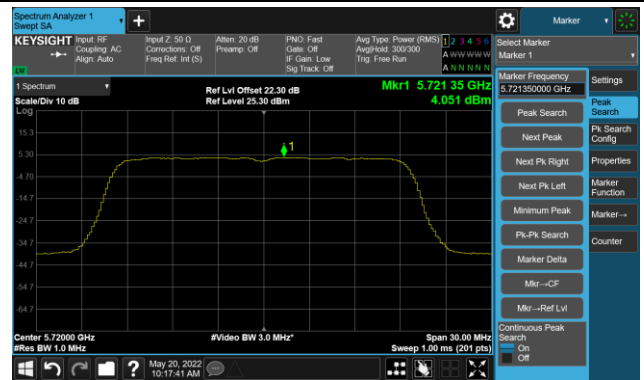 Spectrum Analyzer 1
Swept SA
Marker
KEYSIGHT
Input: RF
Coupling: AC
Align: Auto
Input Z: 50 Ω
Corrections: Off
Freq Ref: Int (S)
Atten: 20 dB
Preamp: Off
PNO: Fast
Gate: Off
IF Gain: Low
Sig Track: Off
Avg Type: Power (RMS)
Avg|Hold: 300/300
Trig: Free Run
1 2 3 4 5 6
A W W W W W
A N N N N N
LW
Select Marker
Marker 1
1 Spectrum
Scale/Div 10 dB
Log
Ref Lvl Offset 22.30 dB
Ref Level 25.30 dBm
Mkr1 5.721 35 GHz
4.051 dBm
15.3
5.30
-4.70
-14.7
-24.7
-34.7
-44.7
-54.7
-64.7
1
Center 5.72000 GHz
#Res BW 1.0 MHz
#Video BW 3.0 MHz*
Span 30.00 MHz
Sweep 1.00 ms (201 pts)
Marker Frequency
5.721350000 GHz
Peak Search
Next Peak
Next Pk Right
Next Pk Left
Minimum Peak
Pk-Pk Search
Marker Delta
Mkr→CF
Mkr→Ref Lvl
Continuous Peak
Search
On
Off
Settings
Peak
Search
Pk Search
Config
Properties
Marker
Function
Marker→
Counter
?
May 20, 2022
10:17:41 AM